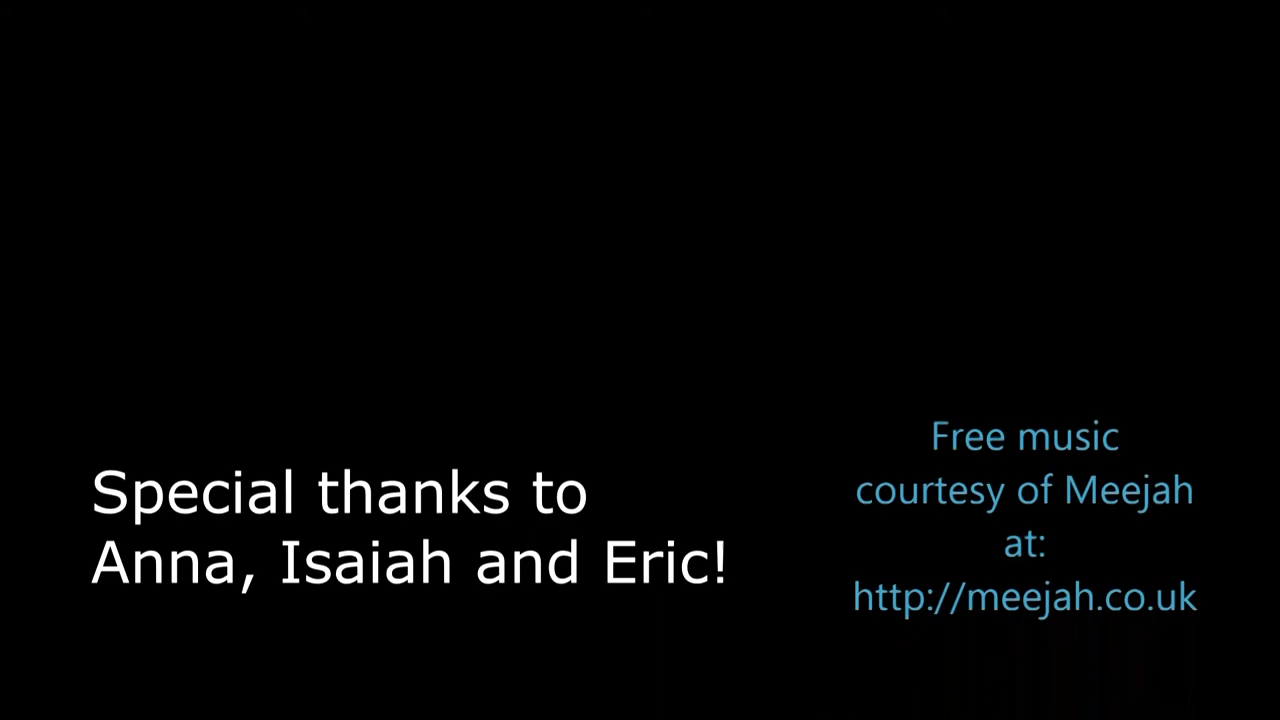 Special thanks to
Anna, Isaiah and Eric!
Free music
courtesy of Meejah
at:
http://meejah.co.uk